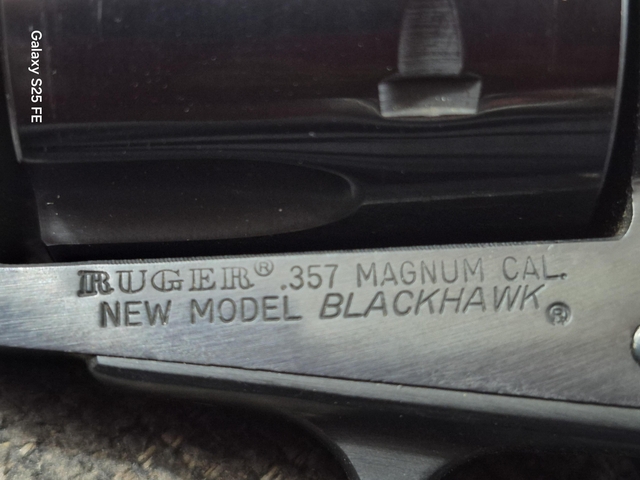 Galaxy S25 FE
RUGER® .357 MAGNUM CAL.
NEW MODEL BLACKHAWK®